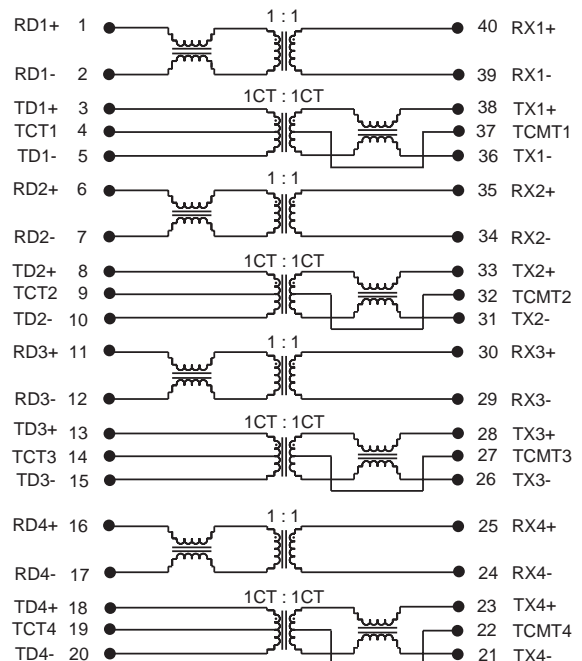 1 : 1
RD1+ 1 40 RX1+
RD1- 2 39 RX1-
1CT : 1CT
TD1+ 3 38 TX1+
TCT1 4 37 TCMT1
TD1- 5 36 TX1-
1 : 1
RD2+ 6 35 RX2+
RD2- 7 34 RX2-
1CT : 1CT
TD2+ 8 33 TX2+
TCT2 9 32 TCMT2
TD2- 10 31 TX2-
1 : 1
RD3+ 11 30 RX3+
RD3- 12 29 RX3-
1CT : 1CT
TD3+ 13 28 TX3+
TCT3 14 27 TCMT3
TD3- 15 26 TX3-
1 : 1
RD4+ 16 25 RX4+
RD4- 17 24 RX4-
1CT : 1CT
TD4+ 18 23 TX4+
TCT4 19 22 TCMT4
TD4- 20 21 TX4-